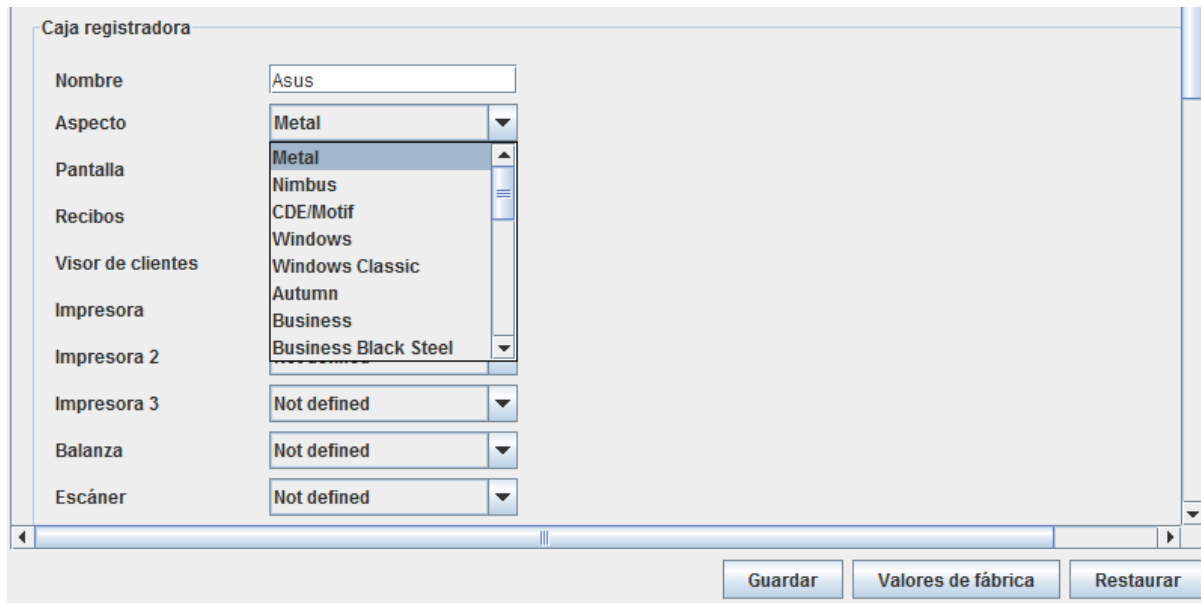 Caja registradora
Nombre Asus
Aspecto Metal
Metal
Pantalla
Nimbus
CDE/Motif
Recibos
Windows
Visor de clientes
Windows Classic
Autumn
Impresora
Business
Business Black Steel
Impresora 2
Impresora 3 Not defined
Balanza Not defined
Escáner Not defined
Guardar Valores de fábrica Restaurar